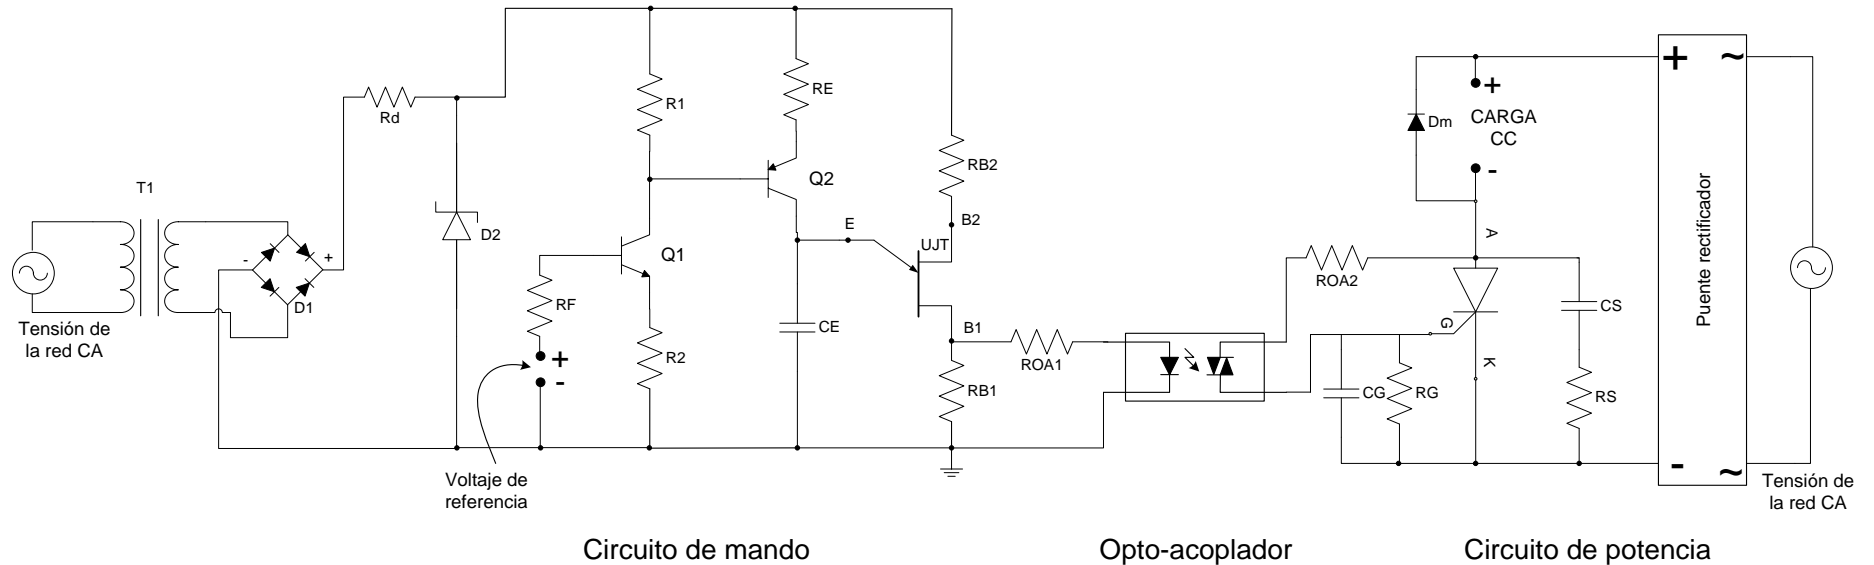 T1
Tensión de
la red CA
-
+
D1
Rd
D2
R1
RE
Q2
Q1
RF
+
-
R2
Voltaje de
referencia
CE
E
UJT
RB2
B2
B1
RB1
ROA1
ROA2
Dm
+
CARGA
CC
-
A
G
K
CG
RG
CS
RS
+
~
Puente rectificador
-
~
Tensión de
la red CA
Circuito de mando
Opto-acoplador
Circuito de potencia